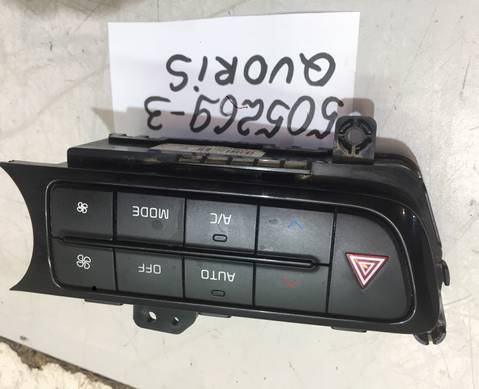 505269-3
QUORIS
AUTO
OFF
A/C
MODE